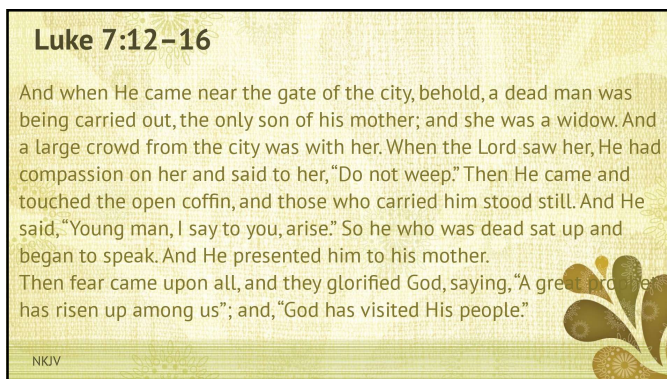 Luke 7:12–16
And when He came near the gate of the city, behold, a dead man was
being carried out, the only son of his mother; and she was a widow. And
a large crowd from the city was with her. When the Lord saw her, He had
compassion on her and said to her, “Do not weep.” Then He came and
touched the open coffin, and those who carried him stood still. And He
said, “Young man, I say to you, arise.” So he who was dead sat up and
began to speak. And He presented him to his mother.
Then fear came upon all, and they glorified God, saying, “A great prophet
has risen up among us”; and, “God has visited His people.”
NKJV